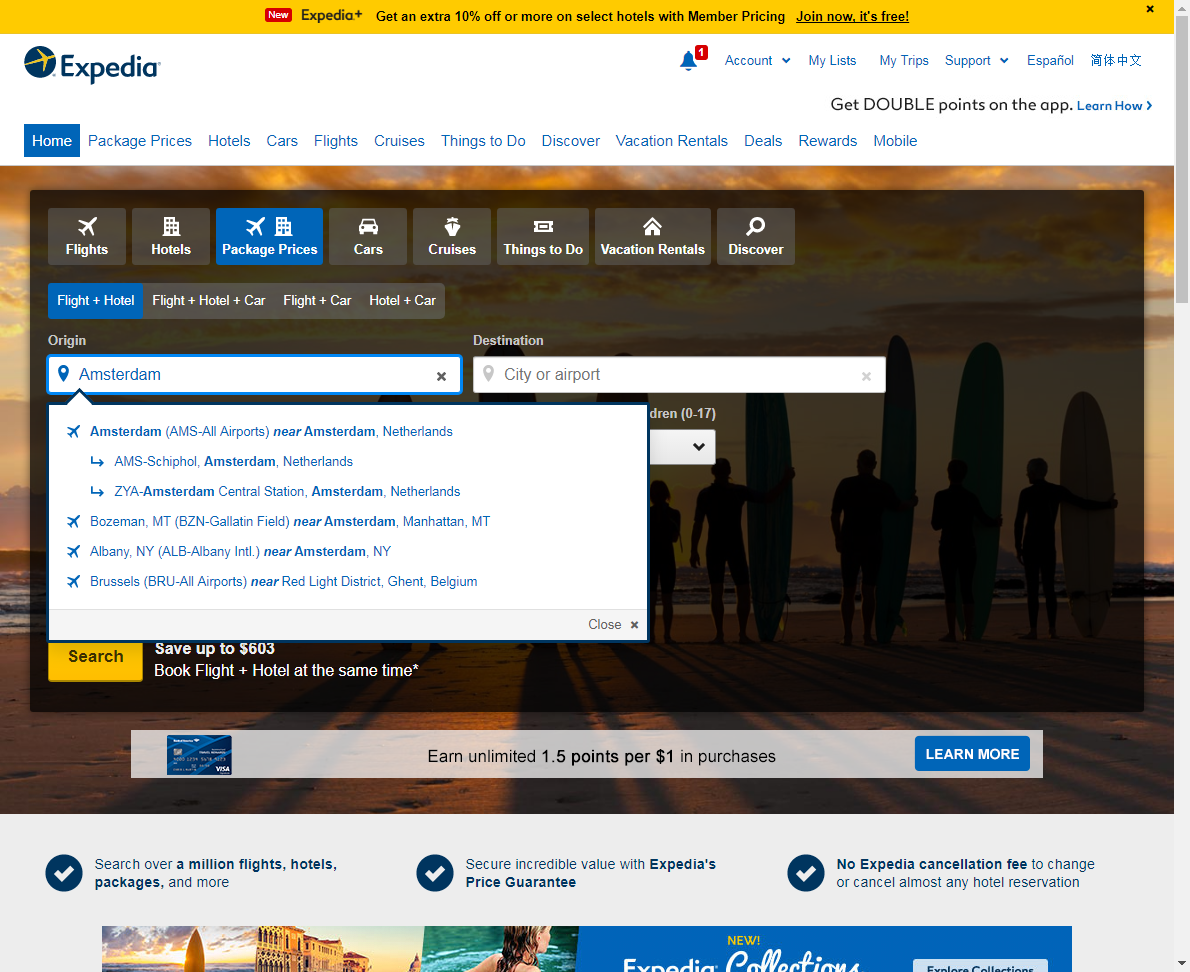 New Expedia+ Get an extra 10% off or more on select hotels with Member Pricing Join now, it's free!
Expedia
1
Account My Lists My Trips Support Español 简体中文
Get DOUBLE points on the app. Learn How
Home Package Prices Hotels Cars Flights Cruises Things to Do Discover Vacation Rentals Deals Rewards Mobile
Flights Hotels Package Prices Cars Cruises Things to Do Vacation Rentals Discover
Flight + Hotel Flight + Hotel + Car Flight + Car Hotel + Car
Origin Destination
Amsterdam City or airport
dren (0-17)
Amsterdam (AMS-All Airports) near Amsterdam, Netherlands
AMS-Schiphol, Amsterdam, Netherlands
ZYA-Amsterdam Central Station, Amsterdam, Netherlands
Bozeman, MT (BZN-Gallatin Field) near Amsterdam, Manhattan, MT
Albany, NY (ALB-Albany Intl.) near Amsterdam, NY
Brussels (BRU-All Airports) near Red Light District, Ghent, Belgium
Close
Search
Save up to $603
Book Flight + Hotel at the same time*
VISA
Earn unlimited 1.5 points per $1 in purchases
LEARN MORE
Search over a million flights, hotels,
packages, and more
Secure incredible value with Expedia's
Price Guarantee
No Expedia cancellation fee to change
or cancel almost any hotel reservation
NEW!
Expedia Collections
Explore Collections